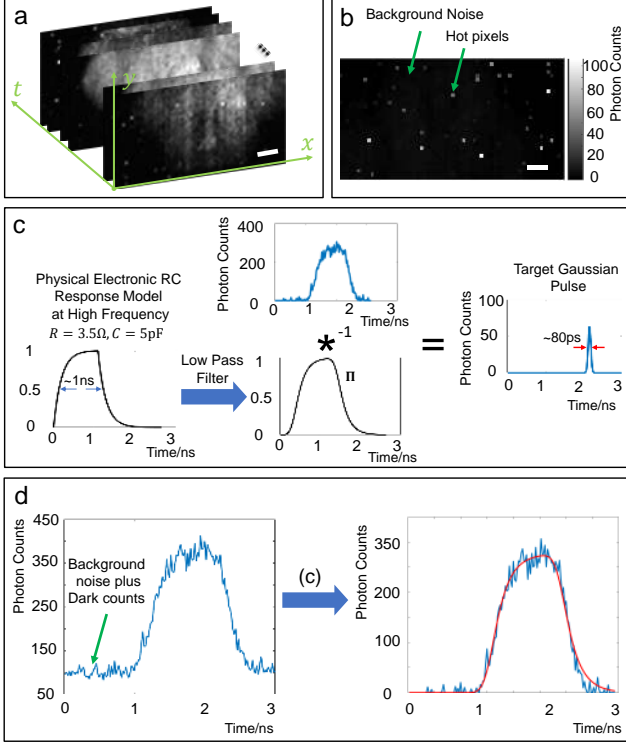 a
t
y
x
b
Background Noise
Hot pixels
100
80
60
40
20
0
Photon Counts
c
Physical Electronic RC
Response Model
at High Frequency
R = 3.5Ω, C = 5pF
1
0.5
0
~1ns
1
2
3
Time/ns
Low Pass
Filter
Photon Counts
400
200
0
0
1
2
3
Time/ns
*-1
1
0.5
0
Π
1
2
3
Time/ns
=
Target Gaussian
Pulse
Photon Counts
100
50
0
~80ps
0
1
2
3
Time/ns
d
Photon Counts
450
350
250
150
50
Background
noise plus
Dark counts
0
1
2
3
Time/ns
(c)
Photon Counts
350
200
100
0
0
1
2
3
Time/ns